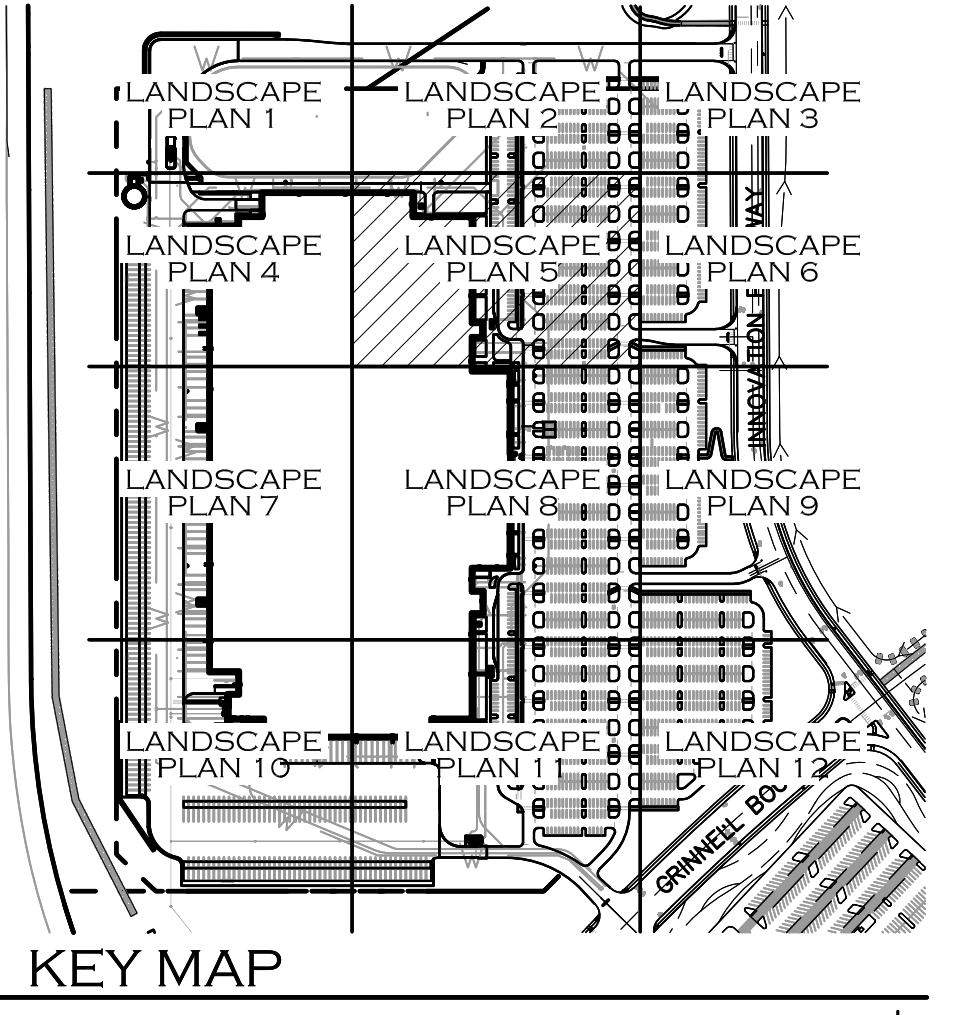 LANDSCAPE
PLAN 1
LANDSCAPE
PLAN 2
LANDSCAPE
PLAN 3
LANDSCAPE
PLAN 4
LANDSCAPE
PLAN 5
LANDSCAPE
PLAN 6
WAY
INNOVATION
LANDSCAPE
PLAN 7
LANDSCAPE
PLAN 8
LANDSCAPE
PLAN 9
LANDSCAPE
PLAN 10
LANDSCAPE
PLAN 11
LANDSCAPE
PLAN 12
GRINNELL
KEY MAP